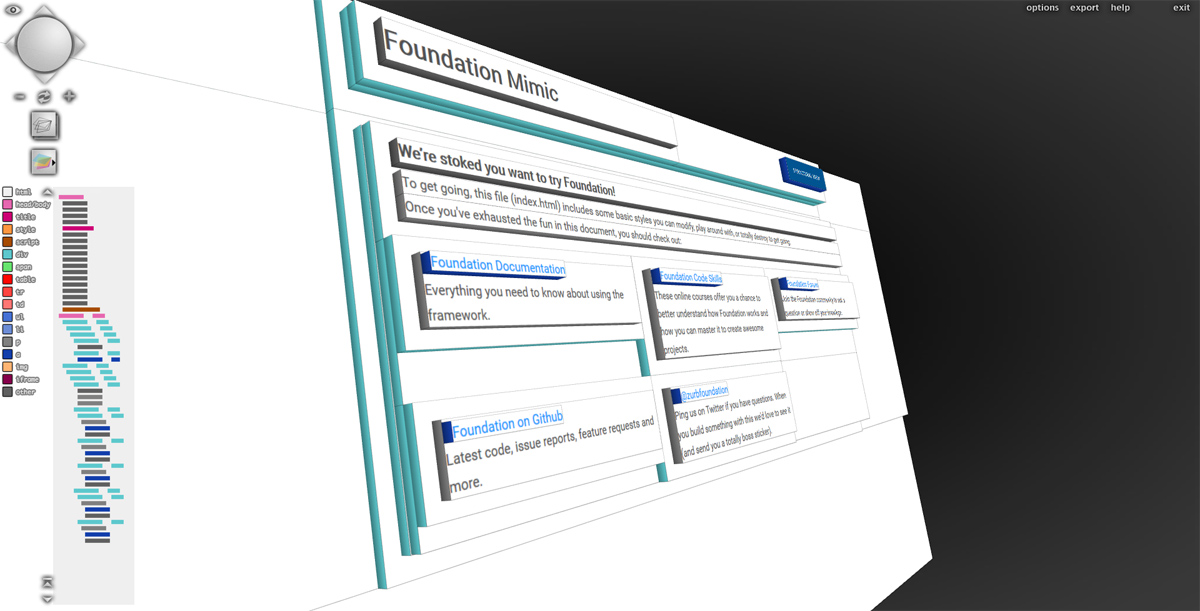 options export help exit
html
head/body
title
style
script
div
span
table
tr
td
ul
li
p
a
img
iframe
other
Foundation Mimic
STRUCTURAL VIEW
We're stoked you want to try Foundation!
To get going, this file (index.html) includes some basic styles you can modify, play around with, or totally destroy to get going.
Once you've exhausted the fun in this document, you should check out:
Foundation Documentation
Everything you need to know about using the
framework.
Foundation Code Skills
These online courses offer you a chance to
better understand how Foundation works and
how you can master it to create awesome
projects.
Foundation Forum
Join the Foundation community to ask a
question or show off your knowlege.
Foundation on Github
Latest code, issue reports, feature requests and
more.
@zurbfoundation
Ping us on Twitter if you have questions. When
you build something with this we'd love to see it
(and send you a totally boss sticker).